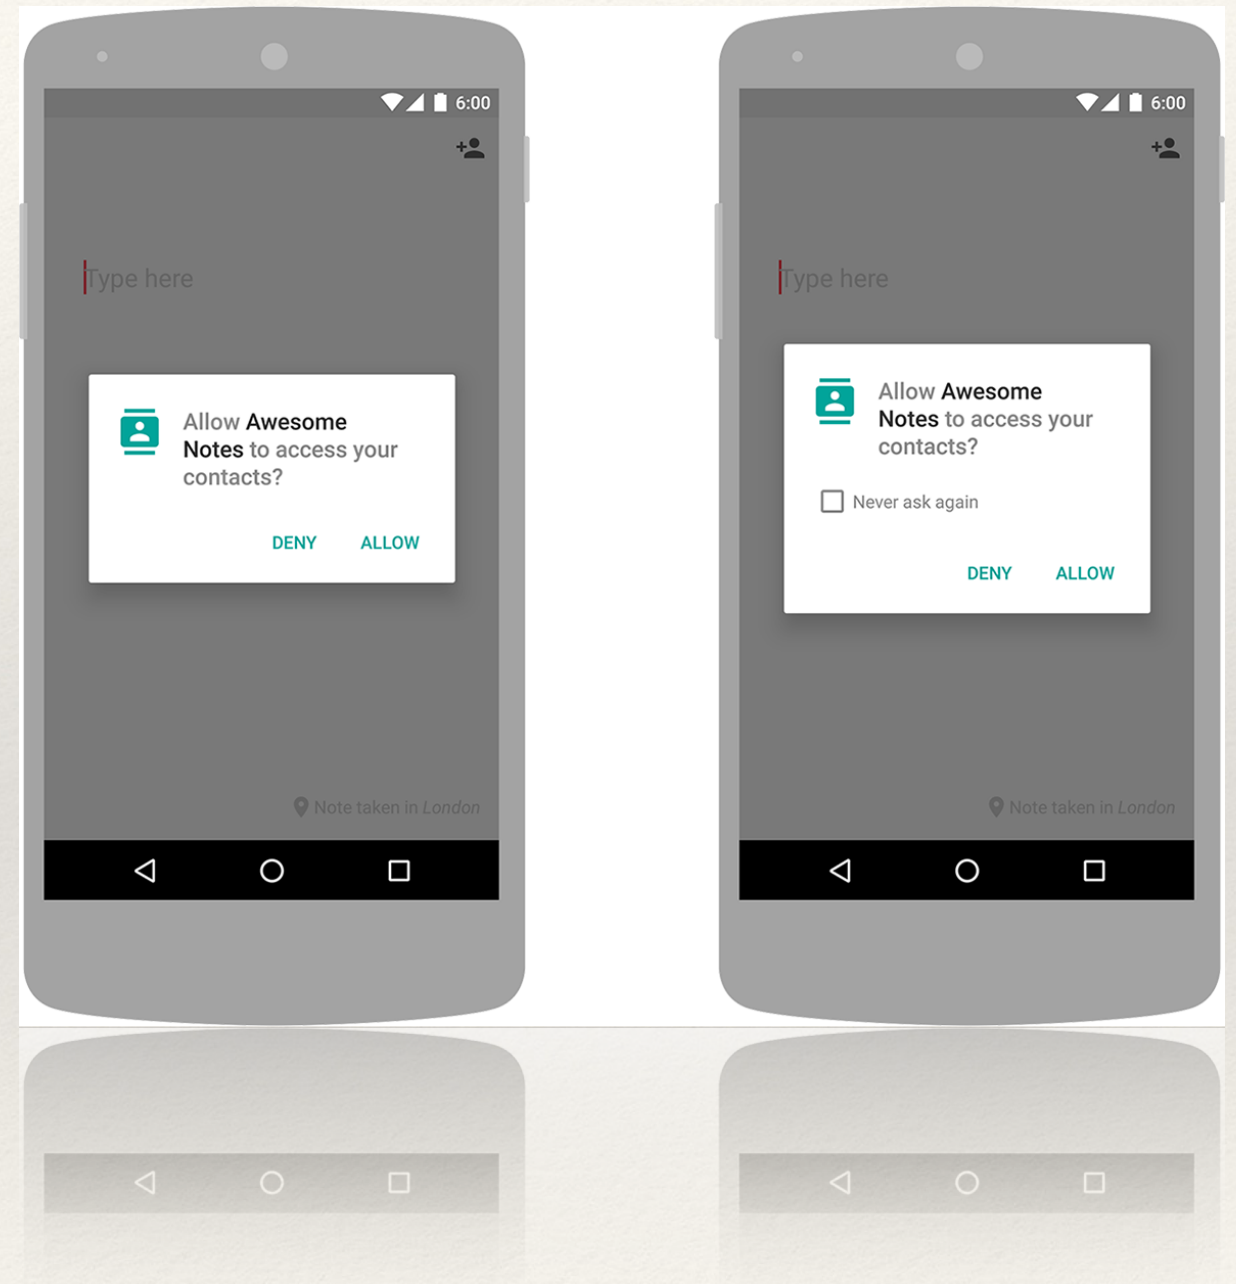 6:00
Type here
Allow Awesome
Notes to access your
contacts?
DENY ALLOW
Note taken in London
6:00
Type here
Allow Awesome
Notes to access your
contacts?
Never ask again
DENY ALLOW
Note taken in London